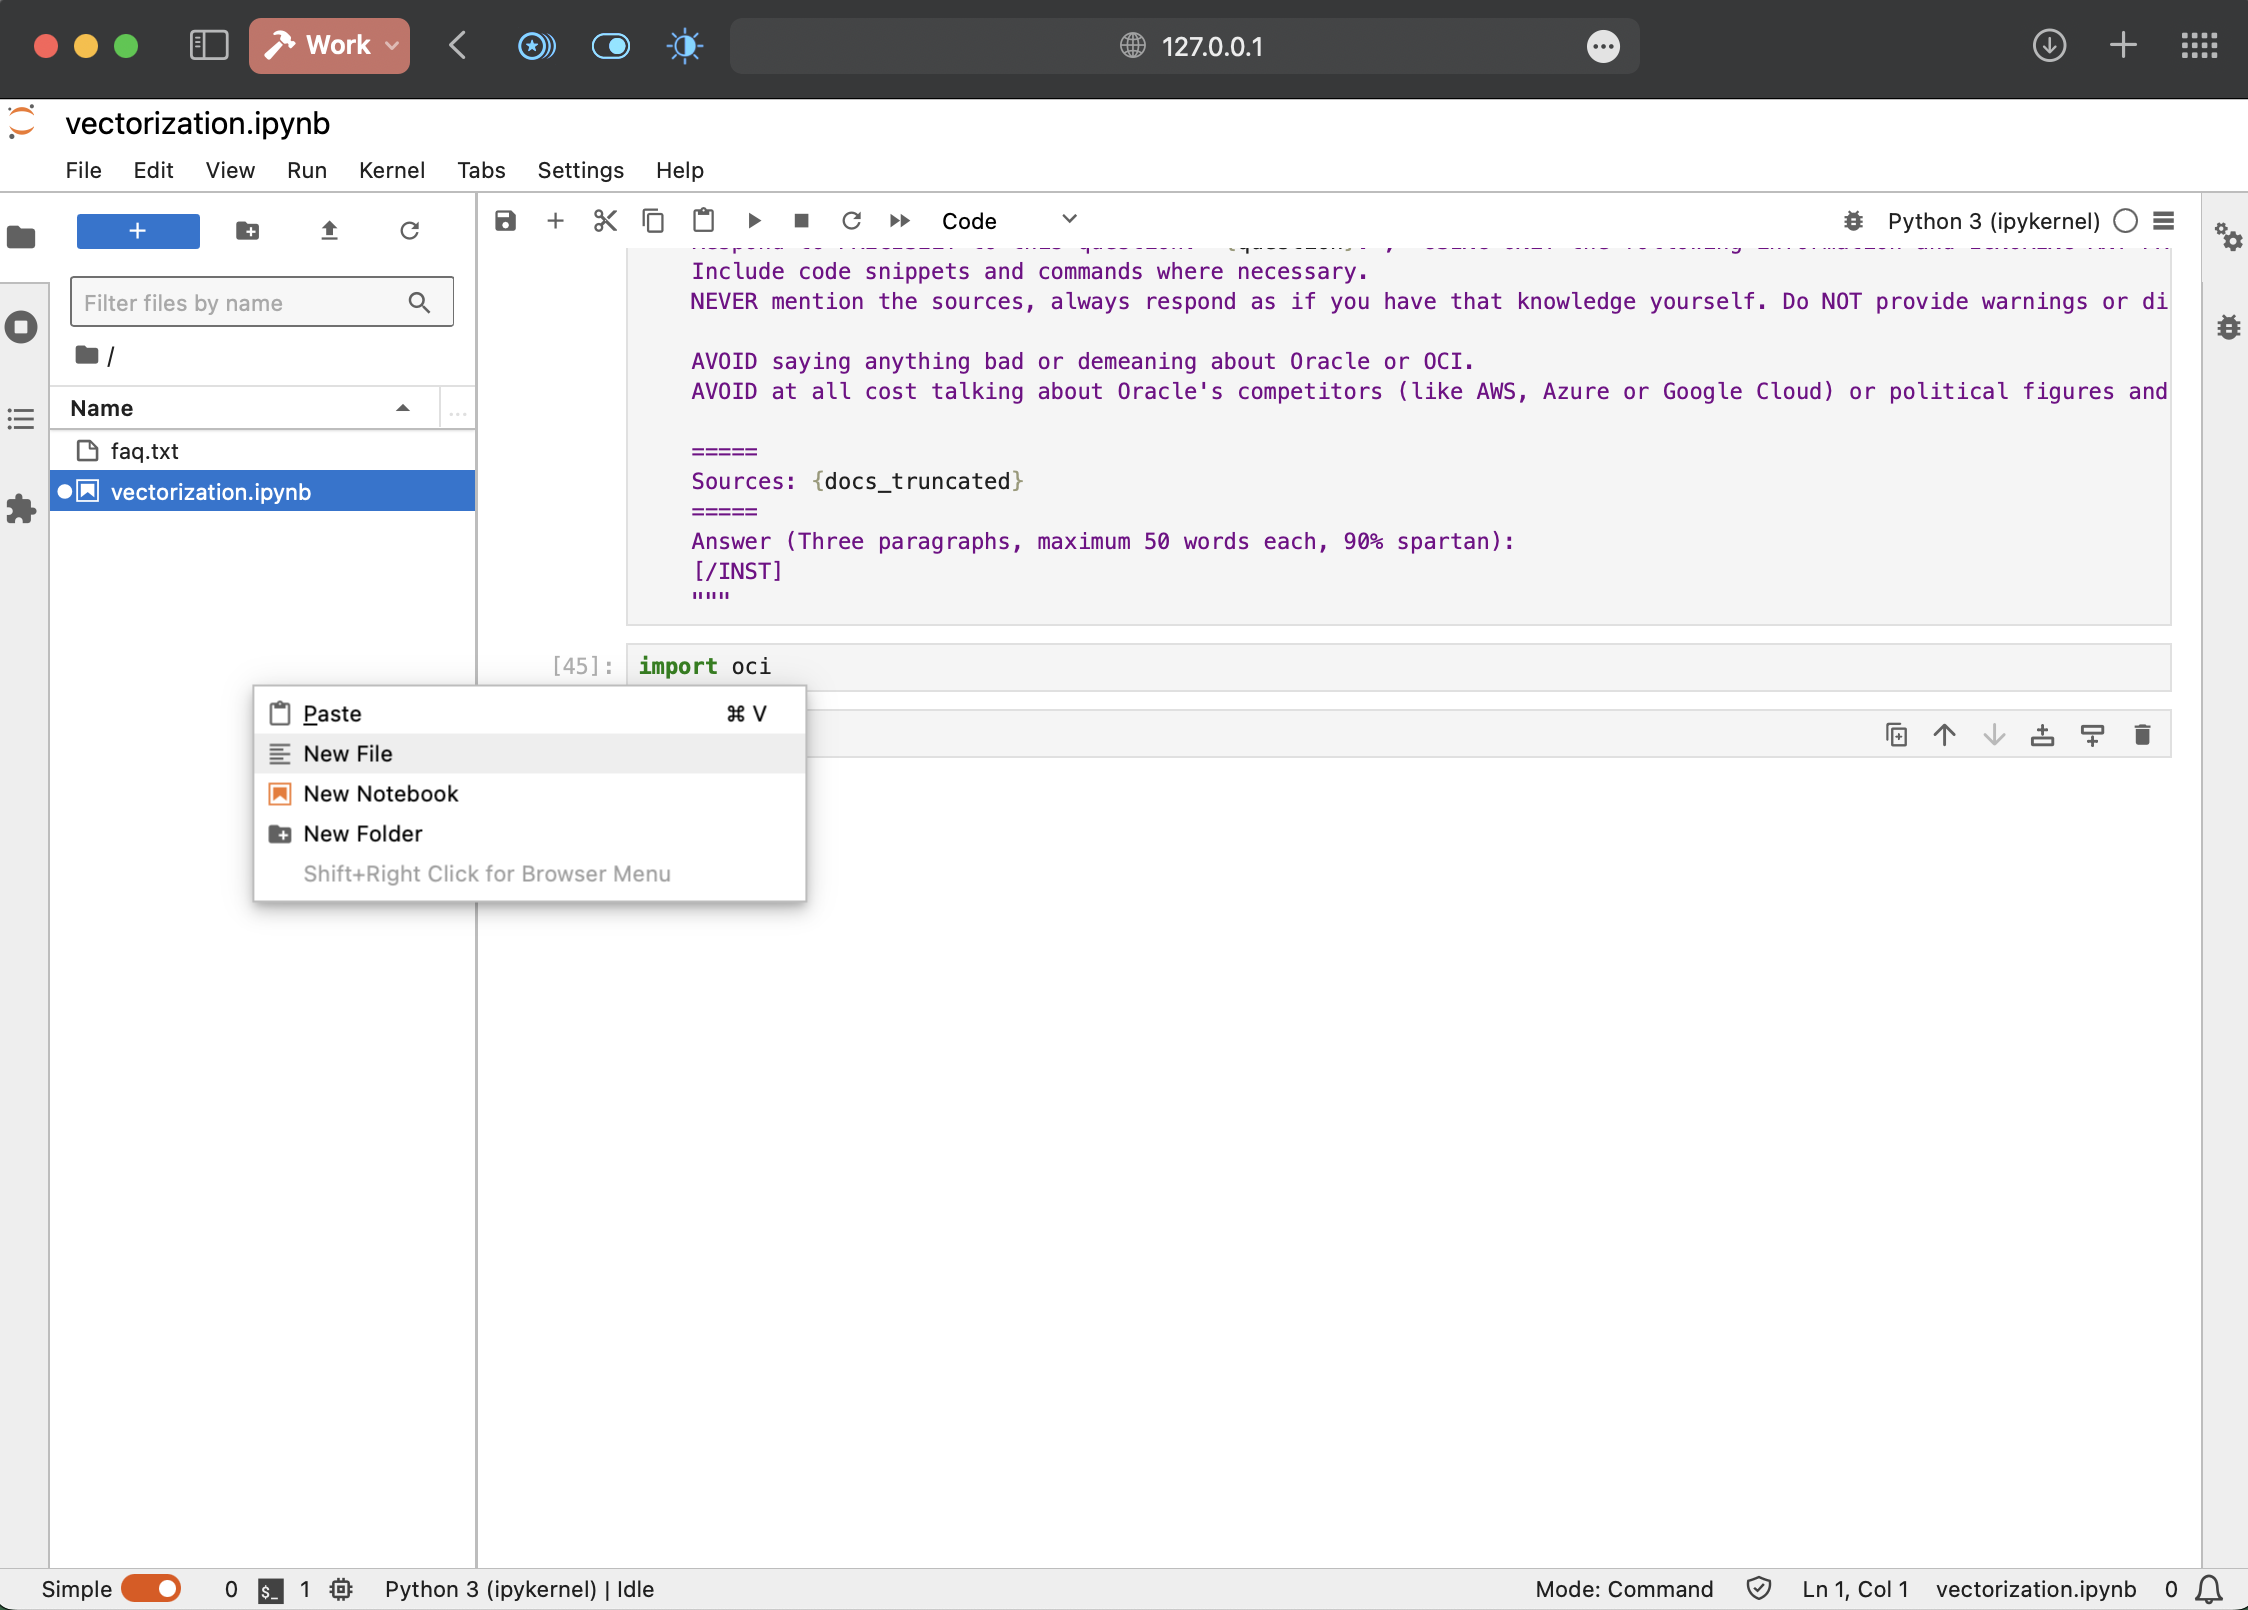 Work
127.0.0.1
vectorization.ipynb
File Edit View Run Kernel Tabs Settings Help
Code
Python 3 (ipykernel)
Filter files by name
/
Name
...
faq.txt
vectorization.ipynb
Include code snippets and commands where necessary.
NEVER mention the sources, always respond as if you have that knowledge yourself. Do NOT provide warnings or di
AVOID saying anything bad or demeaning about Oracle or OCI.
AVOID at all cost talking about Oracle's competitors (like AWS, Azure or Google Cloud) or political figures and
=====
Sources: {docs_truncated}
=====
Answer (Three paragraphs, maximum 50 words each, 90% spartan):
[/INST]
"""
[45]: import oci
Paste ⌘ V
New File
New Notebook
New Folder
Shift+Right Click for Browser Menu
Simple 0 $_ 1 Python 3 (ipykernel) | Idle Mode: Command Ln 1, Col 1 vectorization.ipynb 0